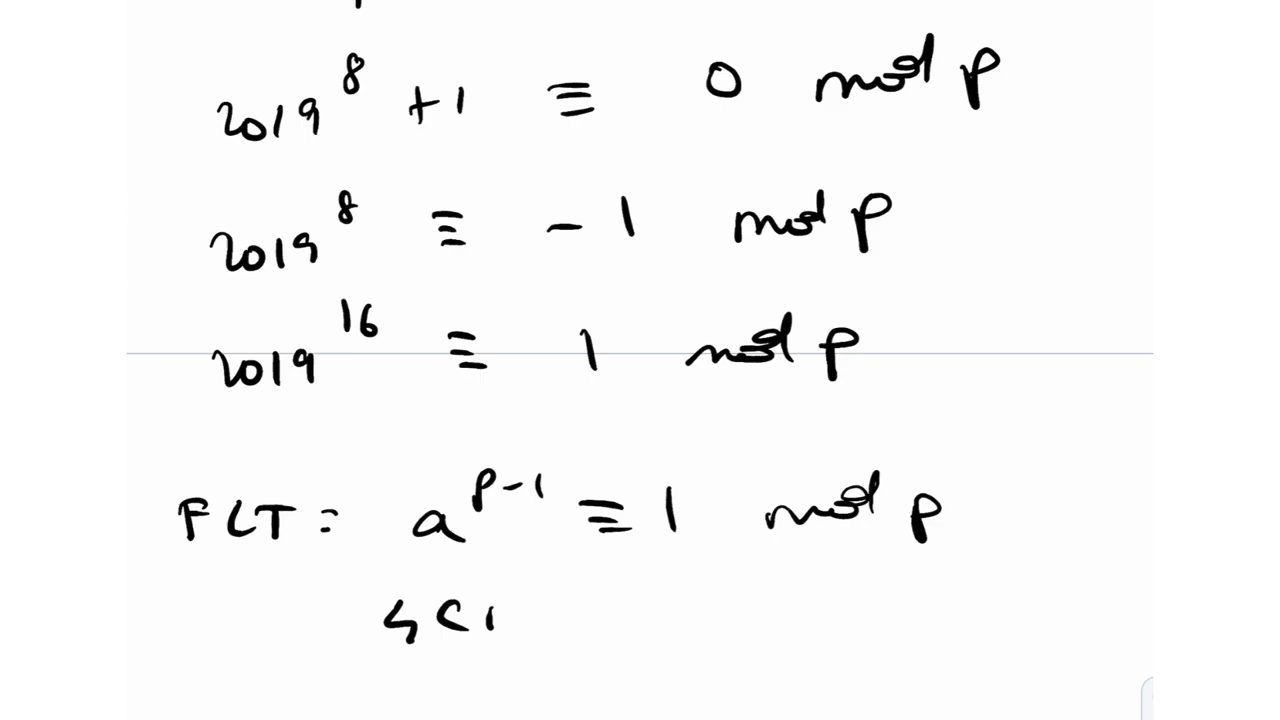 2019^8 + 1 ≡ 0 mod p
2019^8 ≡ -1 mod p
2019^16 ≡ 1 mod p
FLT = a^{p-1} ≡ 1 mod p